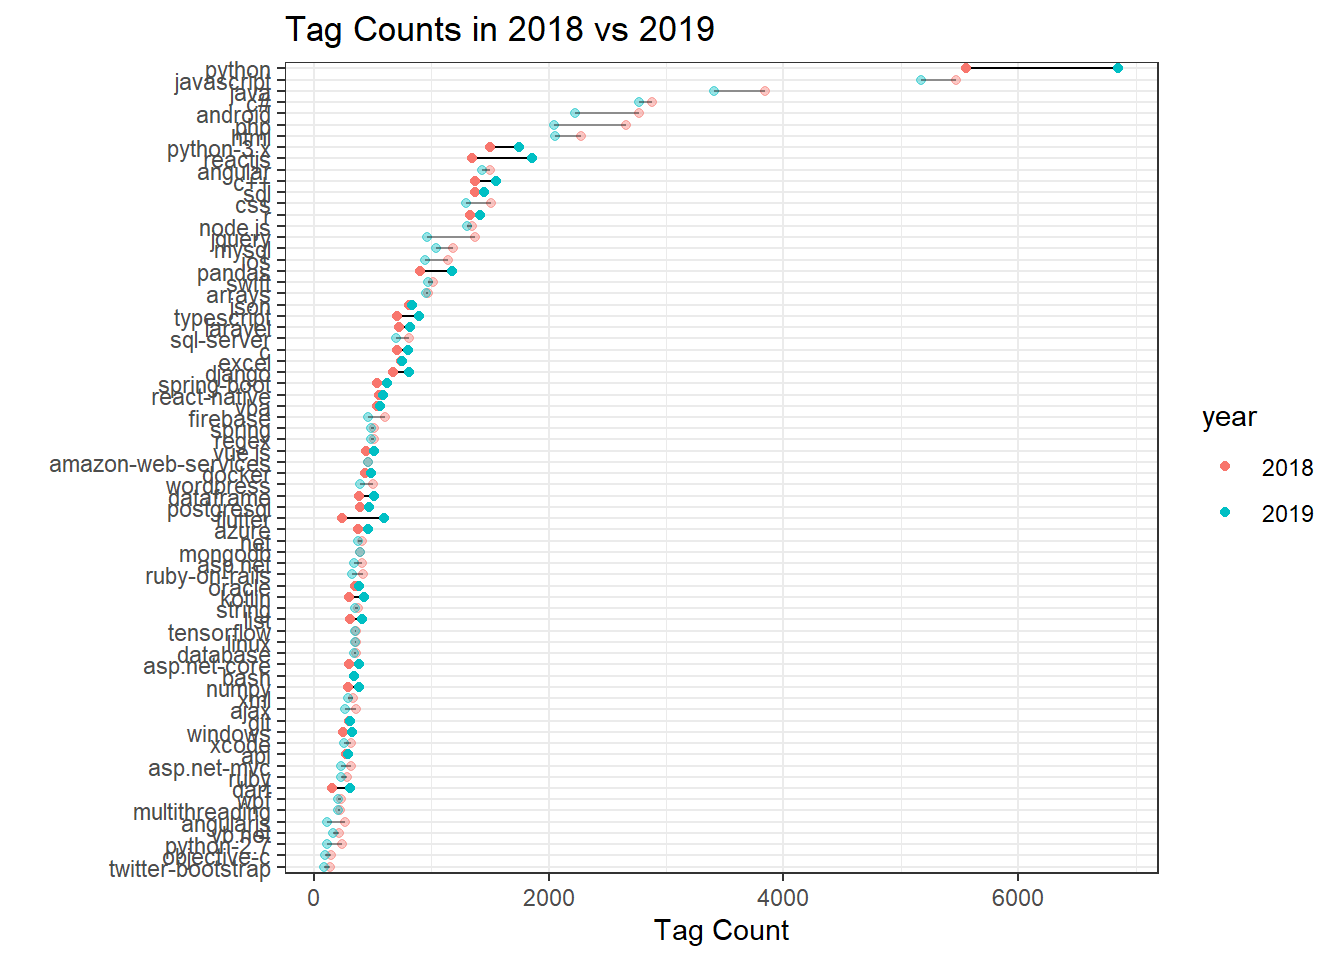 Tag Counts in 2018 vs 2019
python
javascript
java
c#
android
php
html
python-3.x
reactjs
angular
c++
sql
css
r
node.js
jquery
mysql
ios
pandas
swift
arrays
json
typescript
laravel
sql-server
c
excel
django
spring-boot
react-native
vba
firebase
spring
regex
vue.js
amazon-web-services
docker
wordpress
dataframe
postgresql
flutter
azure
.net
mongodb
asp.net
ruby-on-rails
oracle
kotlin
string
list
tensorflow
linux
database
asp.net-core
bash
numpy
xml
ajax
git
windows
xcode
api
asp.net-mvc
ruby
dart
wpf
multithreading
angularjs
vb.net
python-2.7
objective-c
twitter-bootstrap
0 2000 4000 6000
Tag Count
year
2018
2019